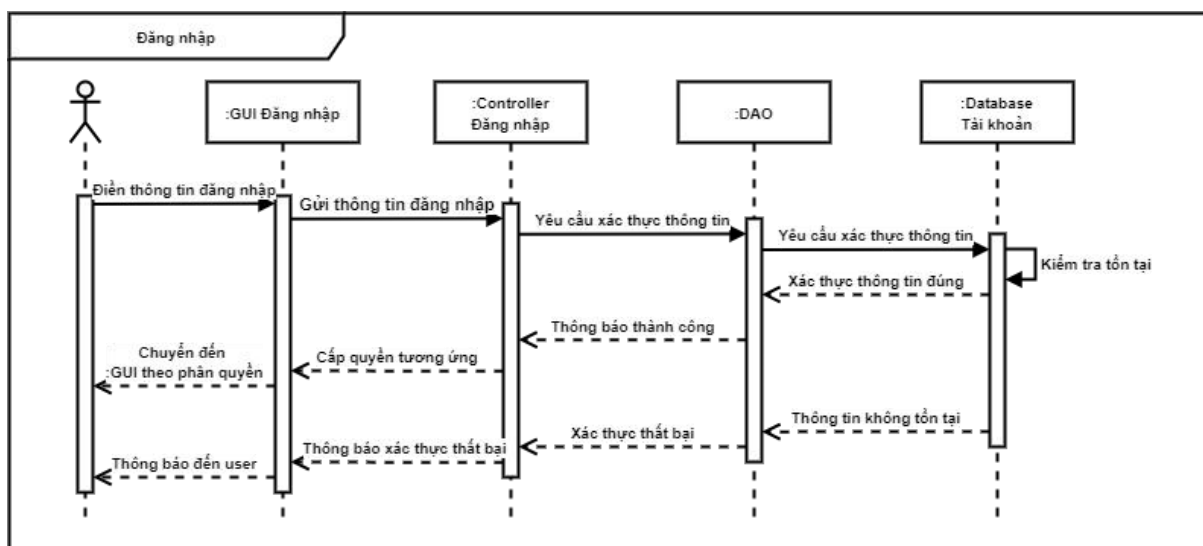 Đăng nhập
:GUI Đăng nhập
:Controller
Đăng nhập
:DAO
:Database
Tài khoản
Điền thông tin đăng nhập
Gửi thông tin đăng nhập
Yêu cầu xác thực thông tin
Yêu cầu xác thực thông tin
Kiểm tra tồn tại
Xác thực thông tin đúng
Thông báo thành công
Cấp quyền tương ứng
Chuyển đến
:GUI theo phân quyền
Thông tin không tồn tại
Xác thực thất bại
Thông báo xác thực thất bại
Thông báo đến user